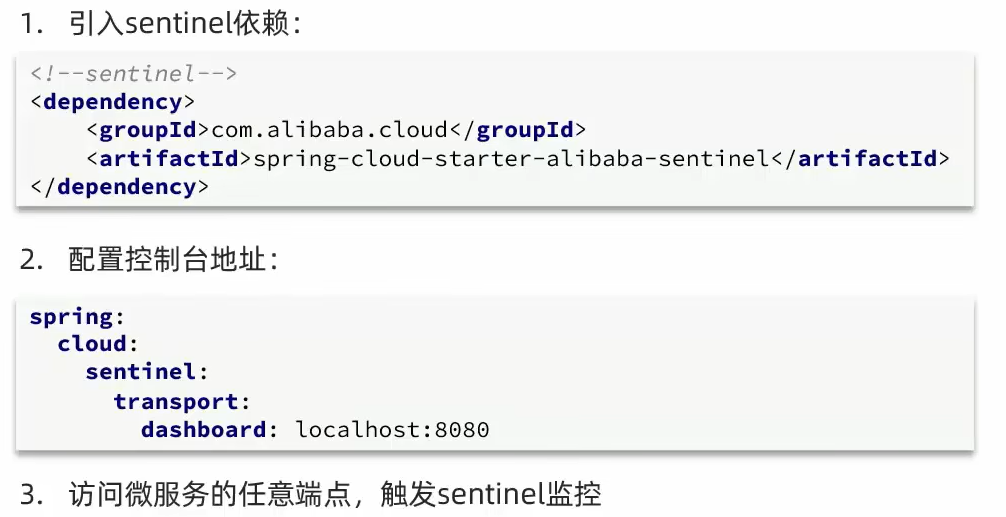 1. 引入sentinel依赖：
<!--sentinel-->
<dependency>
    <groupId>com.alibaba.cloud</groupId>
    <artifactId>spring-cloud-starter-alibaba-sentinel</artifactId>
</dependency>
2. 配置控制台地址：
spring:
  cloud:
    sentinel:
      transport:
        dashboard: localhost:8080
3. 访问微服务的任意端点，触发sentinel监控